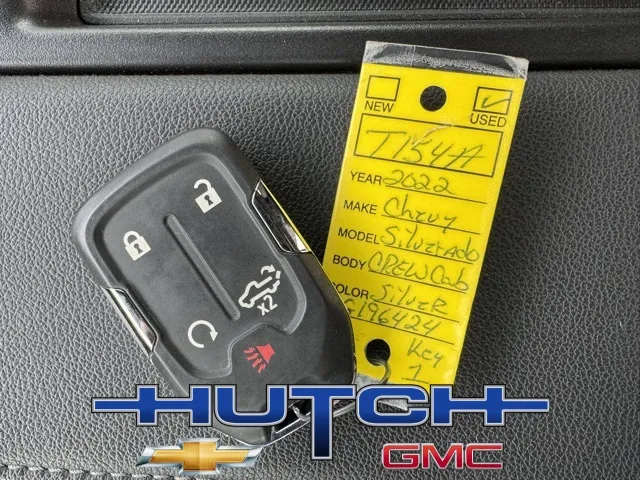 NEW
USED
T154A
YEAR 2022
MAKE Chevy
MODEL Silverado
BODY CREW Cab
COLOR Silver
G196424
Key
1
x2
HUTCH
GMC